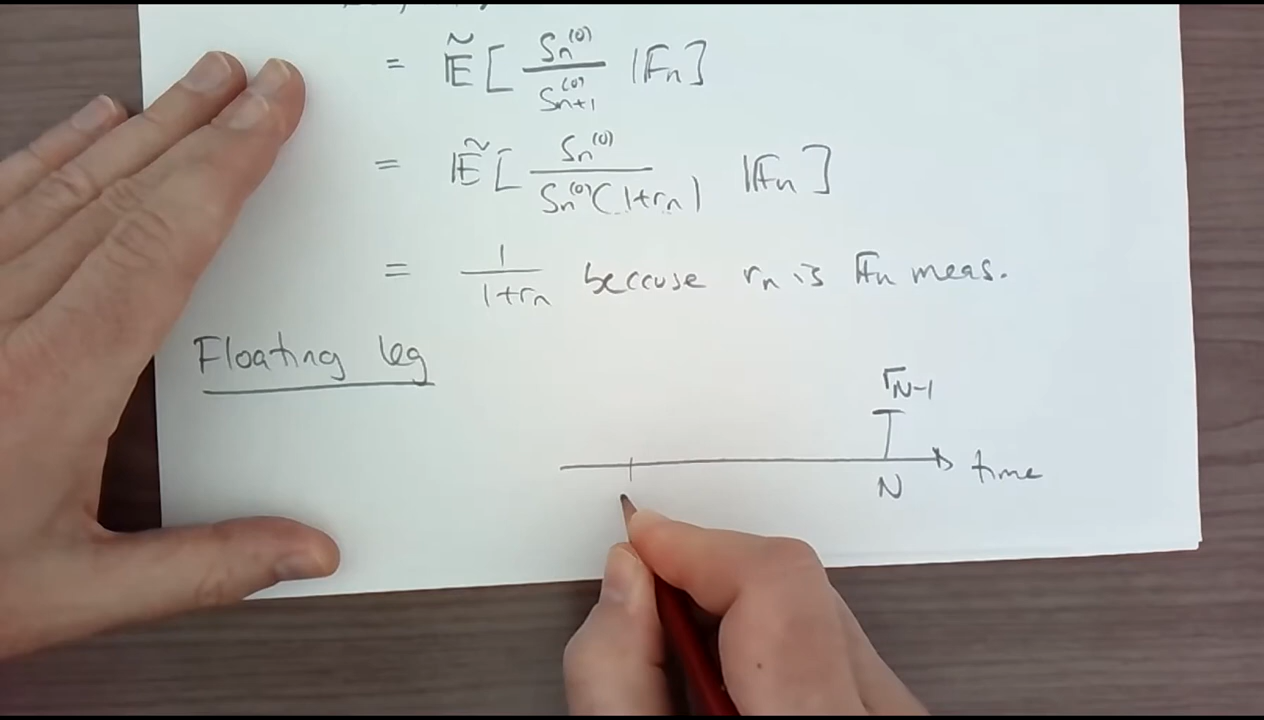 = Ẽ[ Sn^(0) / Sn+1^(0) |Fn]
= Ẽ[ Sn^(0) / Sn^(0)(1+rn) |Fn]
= 1 / 1+rn beccuse rn is Fn meas.
Floating leg
rN-1
time
N